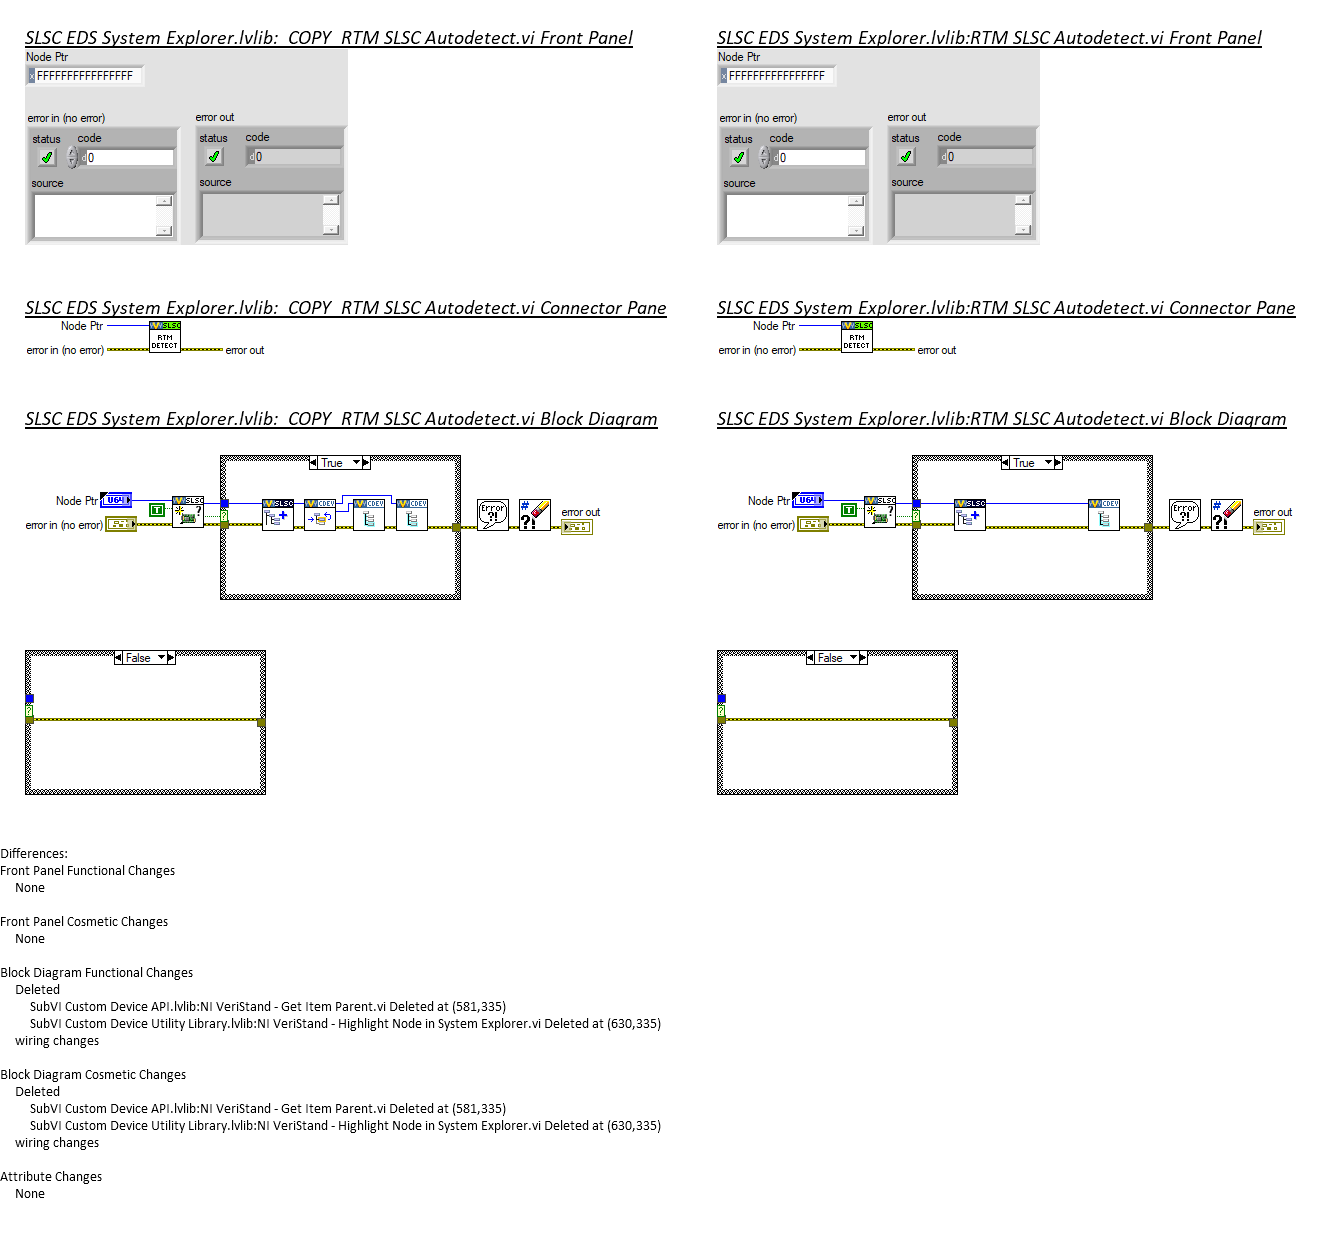 SLSC EDS System Explorer.lvlib:_COPY_RTM SLSC Autodetect.vi Front Panel
Node Ptr
x FFFFFFFFFFFFFFFF
error in (no error)
error out
status
code
status
code
d 0
d 0
source
source
SLSC EDS System Explorer.lvlib:RTM SLSC Autodetect.vi Front Panel
Node Ptr
x FFFFFFFFFFFFFFFF
error in (no error)
error out
status
code
status
code
d 0
d 0
source
source
SLSC EDS System Explorer.lvlib:_COPY_RTM SLSC Autodetect.vi Connector Pane
Node Ptr
SLSC
RTM
DETECT
error in (no error)
error out
SLSC EDS System Explorer.lvlib:RTM SLSC Autodetect.vi Connector Pane
Node Ptr
SLSC
RTM
DETECT
error in (no error)
error out
SLSC EDS System Explorer.lvlib:_COPY_RTM SLSC Autodetect.vi Block Diagram
True
Node Ptr
U64
SLSC
?
T
error in (no error)
?
SLSC
CDEV
CDEV
CDEV
Error
?!
#
?!
error out
SLSC EDS System Explorer.lvlib:RTM SLSC Autodetect.vi Block Diagram
True
Node Ptr
U64
SLSC
?
T
error in (no error)
?
SLSC
CDEV
Error
?!
#
?!
error out
False
?
False
?
Differences:
Front Panel Functional Changes
None
Front Panel Cosmetic Changes
None
Block Diagram Functional Changes
Deleted
SubVI Custom Device API.lvlib:NI VeriStand - Get Item Parent.vi Deleted at (581,335)
SubVI Custom Device Utility Library.lvlib:NI VeriStand - Highlight Node in System Explorer.vi Deleted at (630,335)
wiring changes
Block Diagram Cosmetic Changes
Deleted
SubVI Custom Device API.lvlib:NI VeriStand - Get Item Parent.vi Deleted at (581,335)
SubVI Custom Device Utility Library.lvlib:NI VeriStand - Highlight Node in System Explorer.vi Deleted at (630,335)
wiring changes
Attribute Changes
None